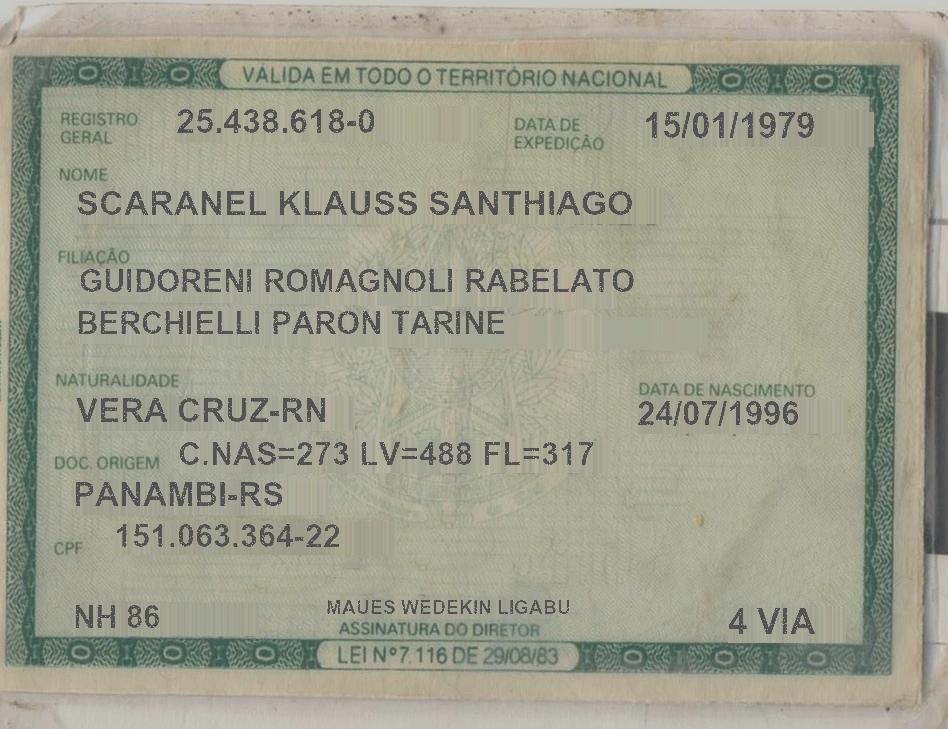 VÁLIDA EM TODO O TERRITÓRIO NACIONAL
REGISTRO GERAL 25.438.618-0 DATA DE EXPEDIÇÃO 15/01/1979
NOME
SCARANEL KLAUSS SANTHIAGO
FILIAÇÃO
GUIDORENI ROMAGNOLI RABELATO
BERCHIELLI PARON TARINE
NATURALIDADE DATA DE NASCIMENTO
VERA CRUZ-RN 24/07/1996
DOC. ORIGEM C.NAS=273 LV=488 FL=317
PANAMBI-RS
CPF 151.063.364-22
NH 86 MAUES WEDEKIN LIGABU 4 VIA
ASSINATURA DO DIRETOR
LEI Nº 7.116 DE 29/08/83